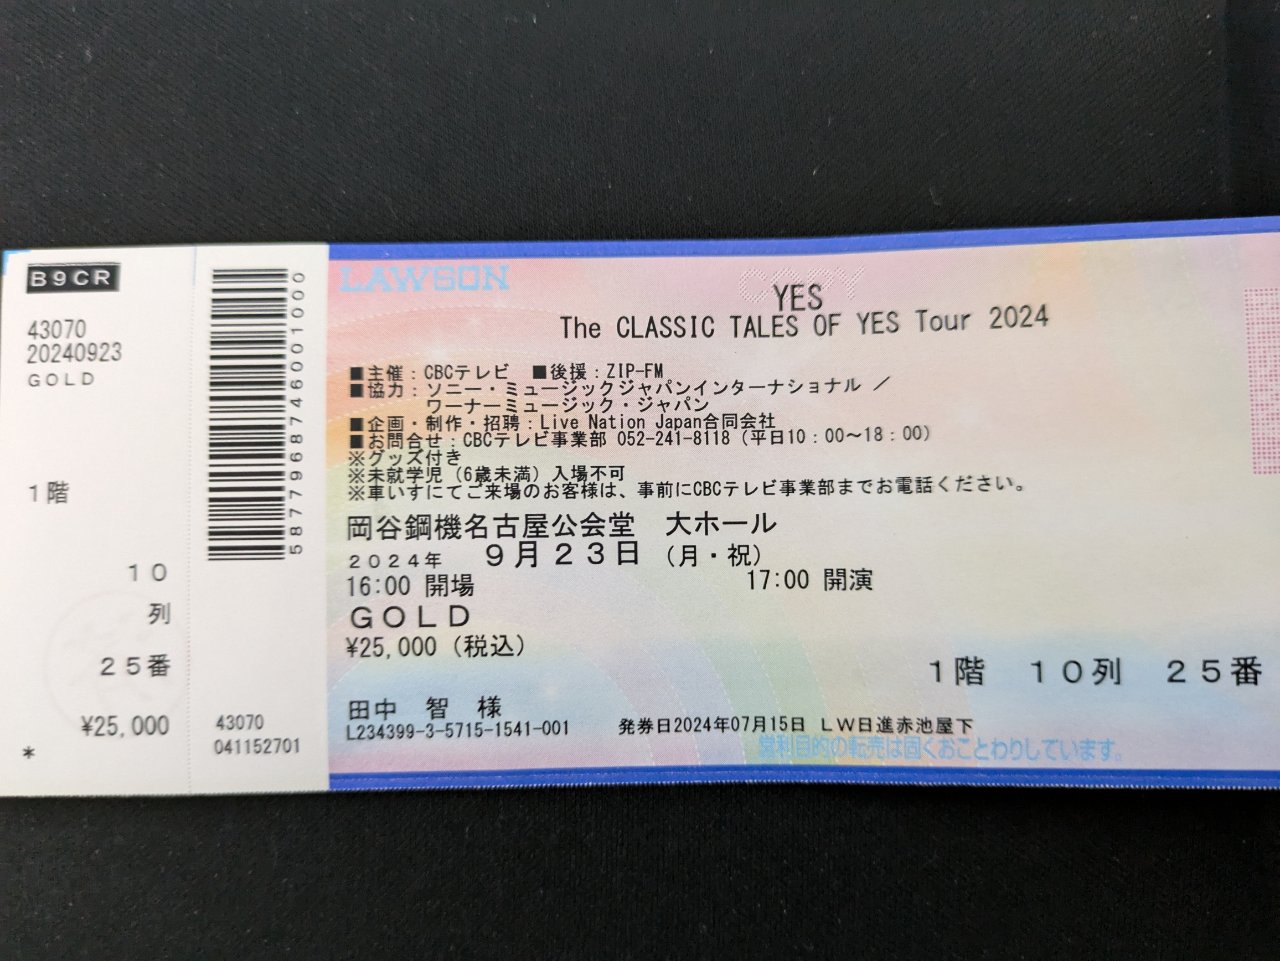 B9CR
43070
20240923
GOLD
1階
10
列
25番
¥25,000
*
5877968746001000
43070
041152701
LAWSON
COPY
YES
The CLASSIC TALES OF YES Tour 2024
■主催：CBCテレビ　■後援：ZIP-FM
■協力：ソニー・ミュージックジャパンインターナショナル ／
ワーナーミュージック・ジャパン
■企画・制作・招聘：Live Nation Japan合同会社
■お問合せ：CBCテレビ事業部 052-241-8118（平日10：00～18：00）
※グッズ付き
※未就学児（6歳未満）入場不可
※車いすにてご来場のお客様は、事前にCBCテレビ事業部までお電話ください。
岡谷鋼機名古屋公会堂　大ホール
2024年　9月23日（月・祝）
16:00 開場　17:00 開演
GOLD
¥25,000（税込）
1階　10列　25番
田中　智　様
L234399-3-5715-1541-001　発券日2024年07月15日 LW日進赤池屋下
営利目的の転売は固くおことわりしています。